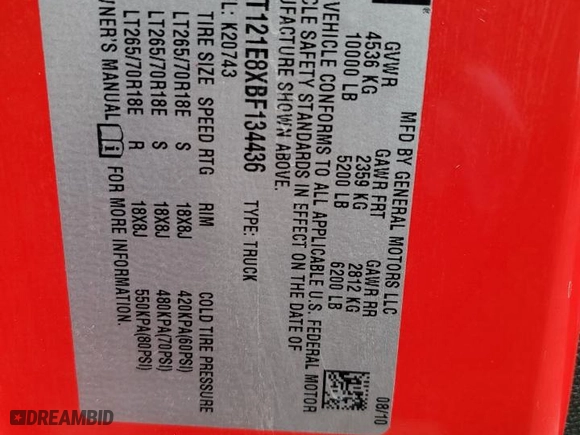 MFD BY GENERAL MOTORS LLC 08/10
GVWR GAWR FRT GAWR RR
4536 KG 2359 KG 2812 KG
10000 LB 5200 LB 6200 LB
VEHICLE CONFORMS TO ALL APPLICABLE U.S. FEDERAL MOTOR
CLE SAFETY STANDARDS IN EFFECT ON THE DATE OF
FACTURE SHOWN ABOVE.
T121E8XBF134436 TYPE: TRUCK
L: K20743
TIRE SIZE SPEED RTG RIM COLD TIRE PRESSURE
LT265/70R18E S 18X8J 420KPA(60PSI)
LT265/70R18E S 18X8J 480KPA(70PSI)
LT265/70R18E R 18X8J 550KPA(80PSI)
WNER'S MANUAL i FOR MORE INFORMATION.
DREAMBID